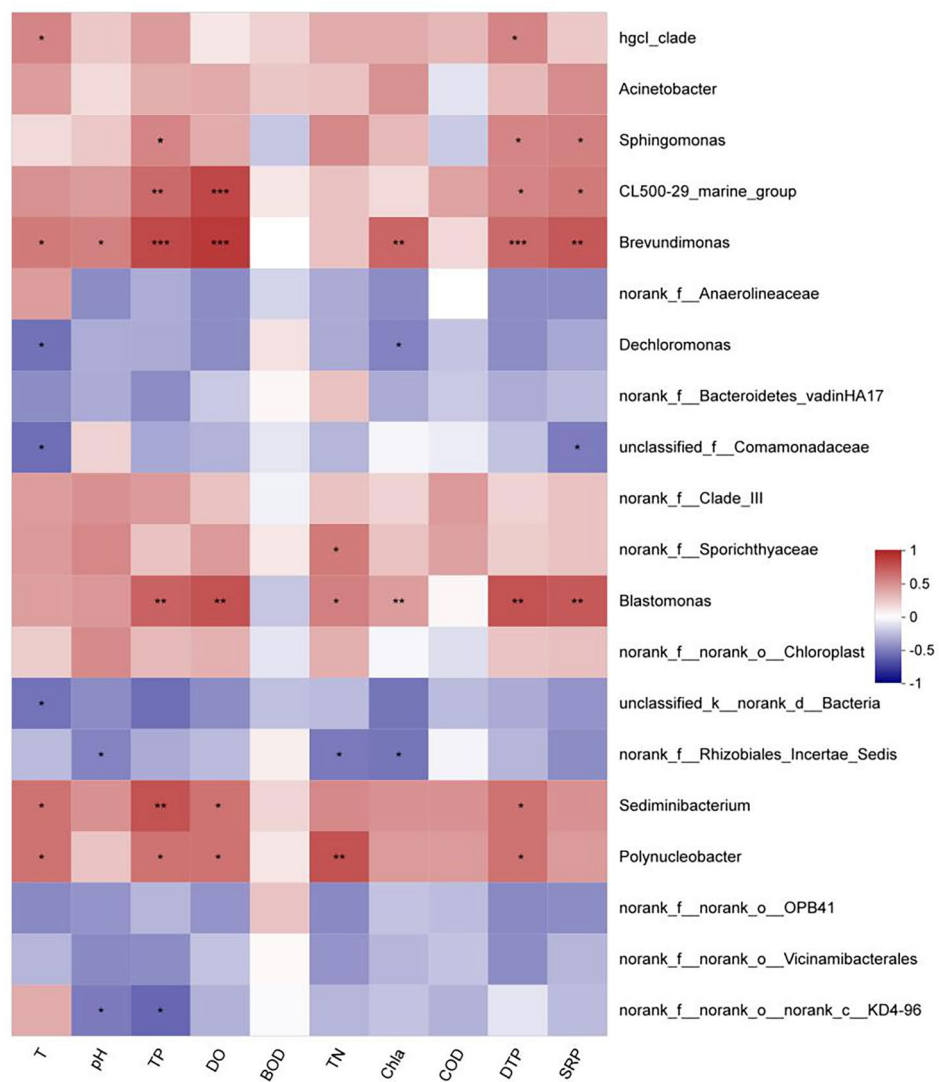 * * hgcI_clade
Acinetobacter
* * * Sphingomonas
** *** * * CL500-29_marine_group
* * *** *** ** *** ** Brevundimonas
norank_f__Anaerolineaceae
* * Dechloromonas
norank_f__Bacteroidetes_vadinHA17
* * unclassified_f__Comamonadaceae
norank_f__Clade_III
* norank_f__Sporichthyaceae
** ** * ** ** ** Blastomonas
norank_f__norank_o__Chloroplast
* unclassified_k__norank_d__Bacteria
* * * norank_f__Rhizobiales_Incertae_Sedis
* ** * * Sediminibacterium
* * * ** * Polynucleobacter
norank_f__norank_o__OPB41
norank_f__norank_o__Vicinamibacterales
* * norank_f__norank_o__norank_c__KD4-96
1
0.5
0
-0.5
-1
T pH TP DO BOD TN Chla COD DTP SRP